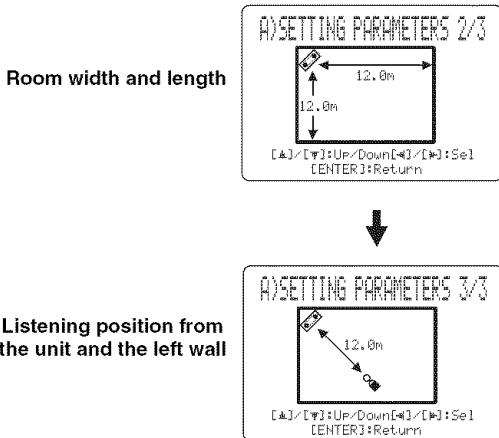 A)SETTING PARAMETERS 2/3
Room width and length
12.0m
12.0m
[▲]/[▼]:Up/Down[◄]/[►]:Sel
[ENTER]:Return
A)SETTING PARAMETERS 3/3
Listening position from
the unit and the left wall
12.0m
[▲]/[▼]:Up/Down[◄]/[►]:Sel
[ENTER]:Return